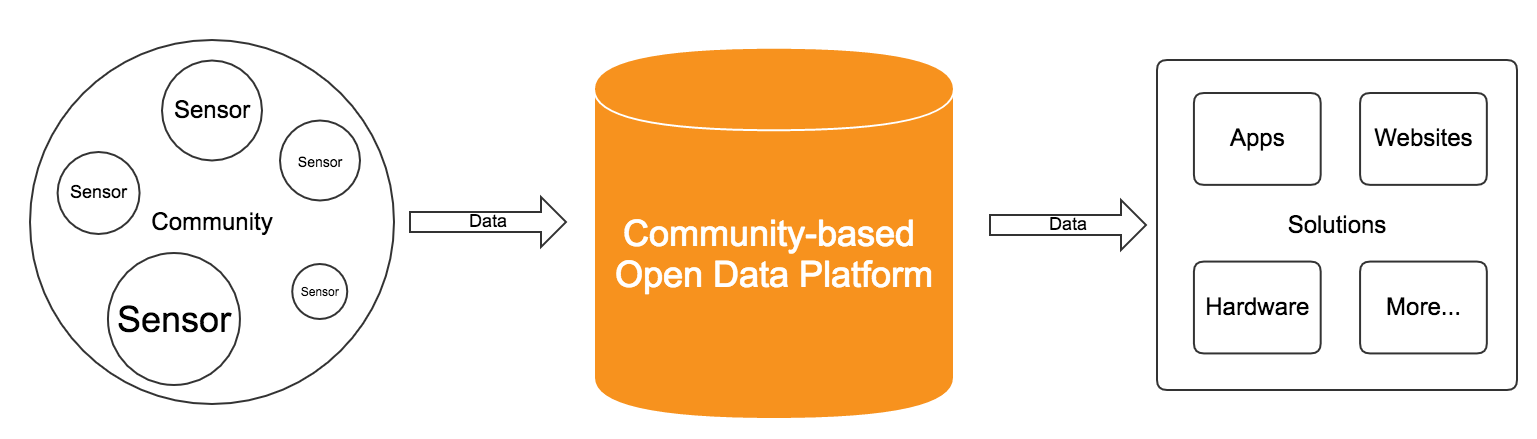 Sensor
Sensor
Sensor
Community
Sensor
Sensor
Data
Community-based
Open Data Platform
Data
Apps
Websites
Solutions
Hardware
More...